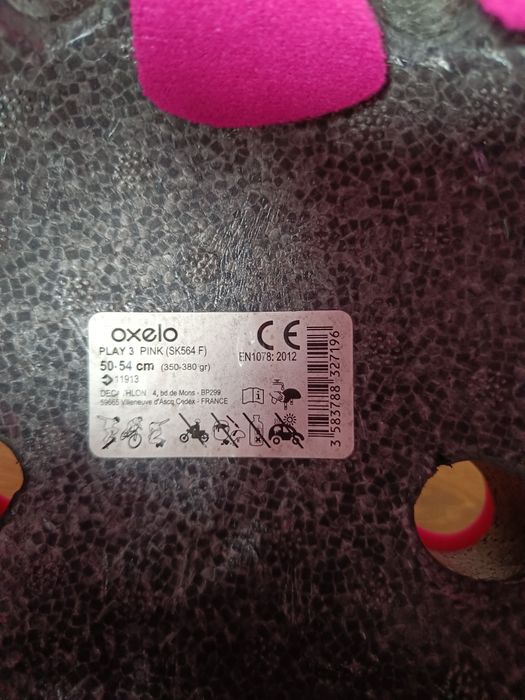 oxelo
PLAY 3 PINK (SK564 F)
50-54 cm (350-380 gr)
11913
DECATHLON 4, bd de Mons - BP299
59665 Villeneuve d'Ascq Cedex - FRANCE
CE
EN1078: 2012
3 583788 327196